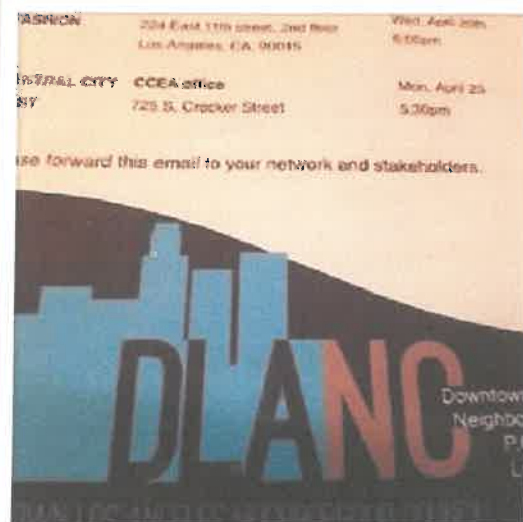 FASHION 224 East 11th street, 2nd floor Wed. April 20th
Los Angeles, CA. 90015 6:00pm
CCEA office Mon, April 25
725 S. Crocker Street 5:30pm
se forward this email to your network and stakeholders.
DLANC
Downtow
Neighbo
P.
L